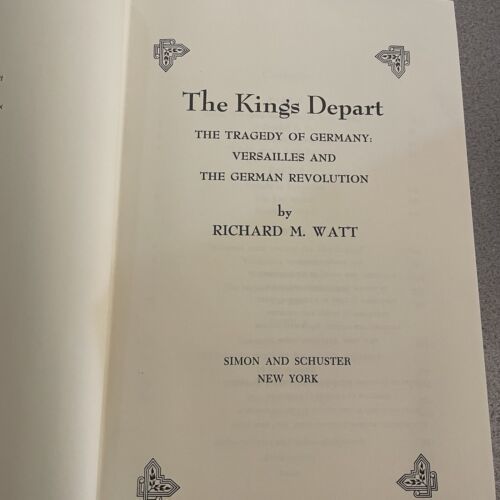 The Kings Depart
THE TRAGEDY OF GERMANY:
VERSAILLES AND
THE GERMAN REVOLUTION
by
RICHARD M. WATT
SIMON AND SCHUSTER
NEW YORK